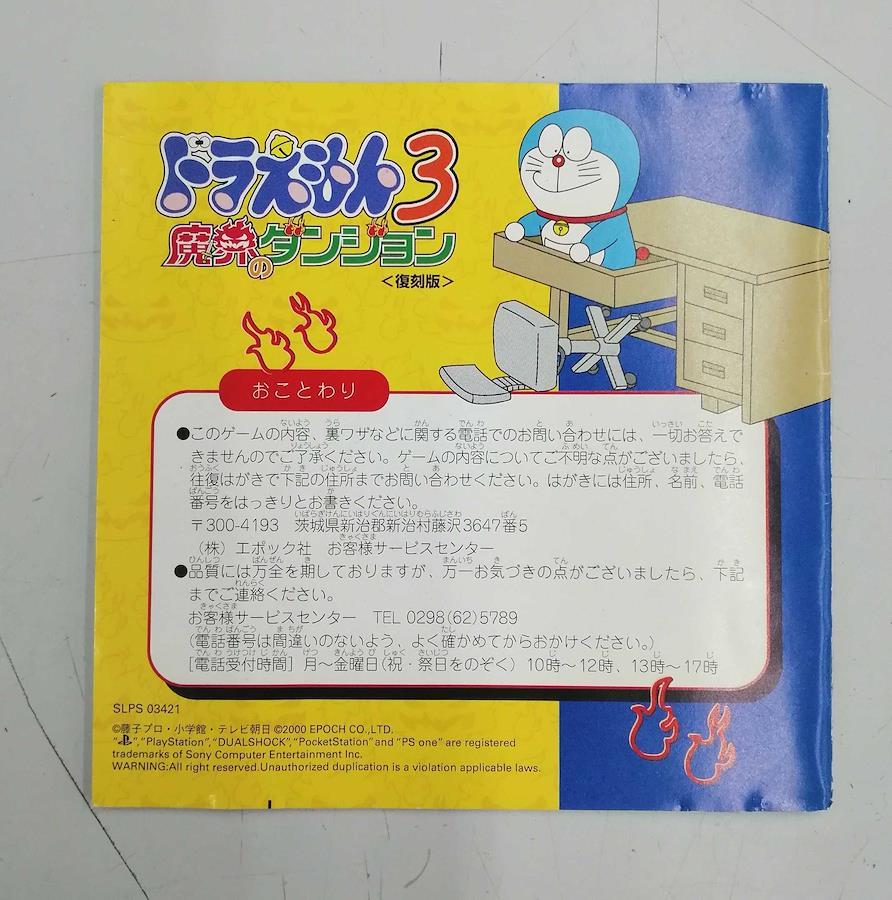 ドラえもん3
魔界のダンジョン
<復刻版>
おことわり
●このゲームの内容、裏ワザなどに関する電話でのお問い合わせには、一切お答えで
きませんのでご了承ください。ゲームの内容についてご不明な点がございましたら、
往復はがきで下記の住所までお問い合わせください。はがきには住所、名前、電話
番号をはっきりとお書きください。
〒300-4193 茨城県新治郡新治村藤沢3647番5
(株)エポック社 お客様サービスセンター
●品質には万全を期しておりますが、万一お気づきの点がございましたら、下記
までご連絡ください。
お客様サービスセンター TEL 0298(62)5789
(電話番号は間違いのないよう、よく確かめてからおかけください。)
[電話受付時間] 月〜金曜日(祝・祭日をのぞく) 10時〜12時、13時〜17時
SLPS 03421
©藤子プロ・小学館・テレビ朝日 ©2000 EPOCH CO.,LTD.
"PS", "PlayStation", "DUALSHOCK", "PocketStation" and "PS one" are registered
trademarks of Sony Computer Entertainment Inc.
WARNING:All right reserved.Unauthorized duplication is a violation applicable laws.